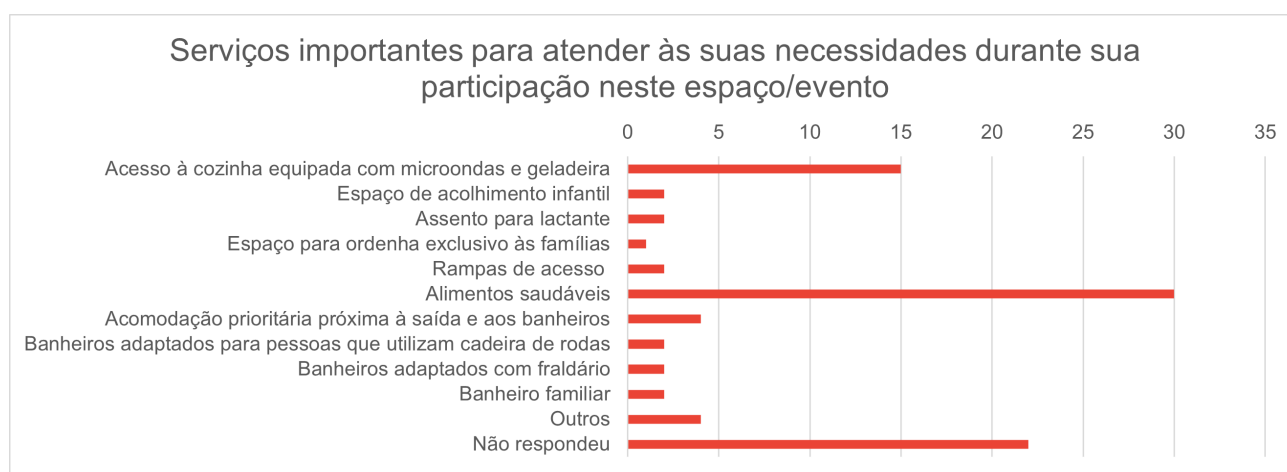 Serviços importantes para atender às suas necessidades durante sua
participação neste espaço/evento
0 5 10 15 20 25 30 35
Acesso à cozinha equipada com microondas e geladeira
Espaço de acolhimento infantil
Assento para lactante
Espaço para ordenha exclusivo às famílias
Rampas de acesso
Alimentos saudáveis
Acomodação prioritária próxima à saída e aos banheiros
Banheiros adaptados para pessoas que utilizam cadeira de rodas
Banheiros adaptados com fraldário
Banheiro familiar
Outros
Não respondeu